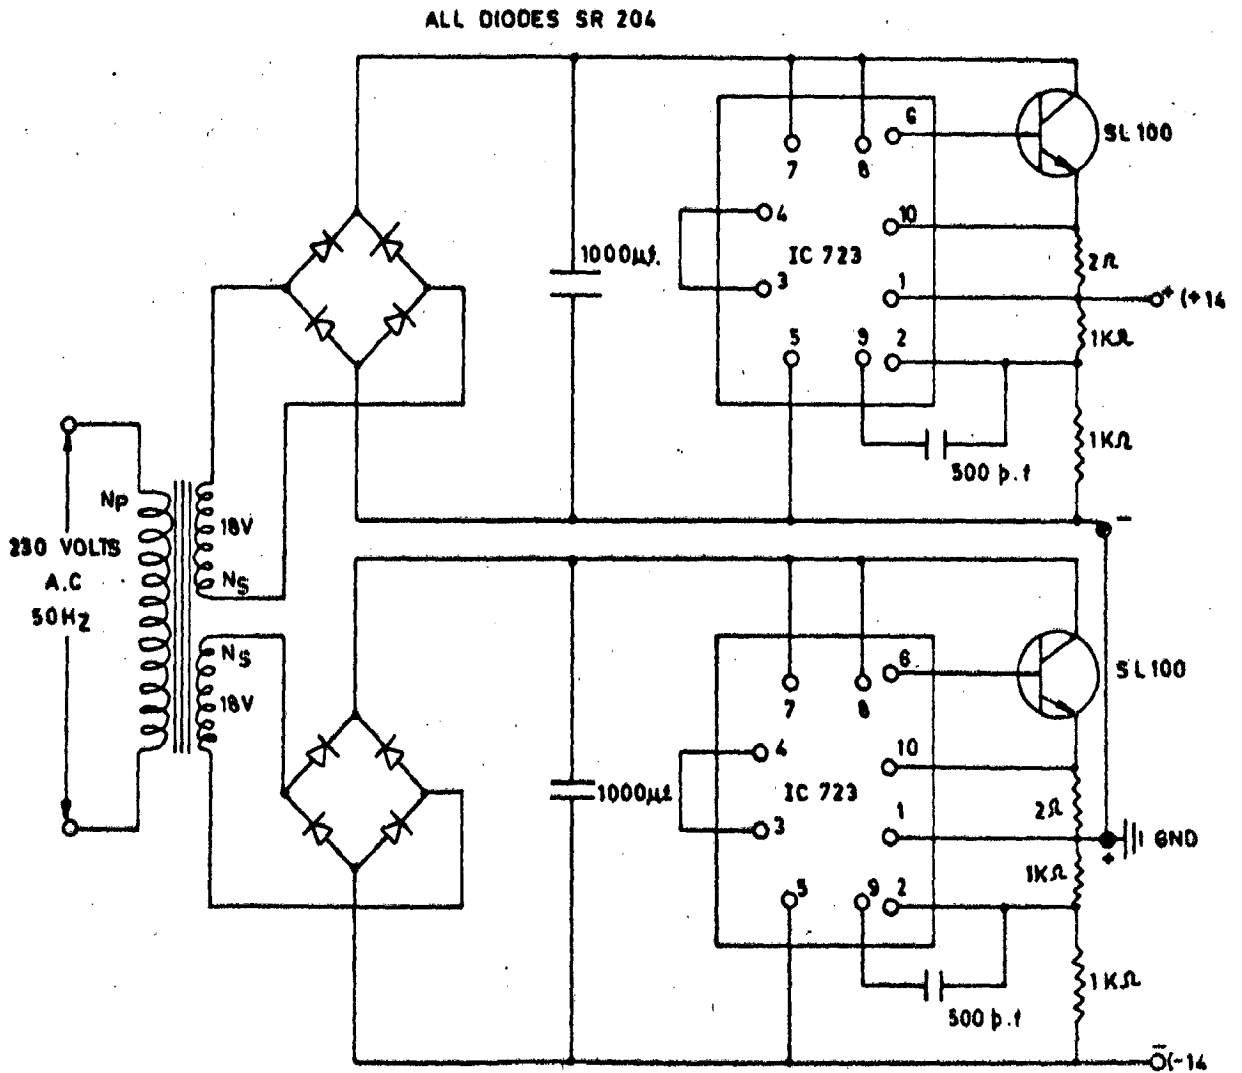 ALL DIODES SR 204
6
SL 100
7
8
4
10
1000μf.
IC 723
2Ω
3
1
+ (+14
1KΩ
5
9
2
1KΩ
500 p.f
NP
18V
230 VOLTS
A.C
50HZ
NS
−
NS
18V
6
SL 100
7
8
4
10
1000μf
IC 723
2Ω
3
1
GND
+
1KΩ
5
9
2
1KΩ
500 p.f
− (-14